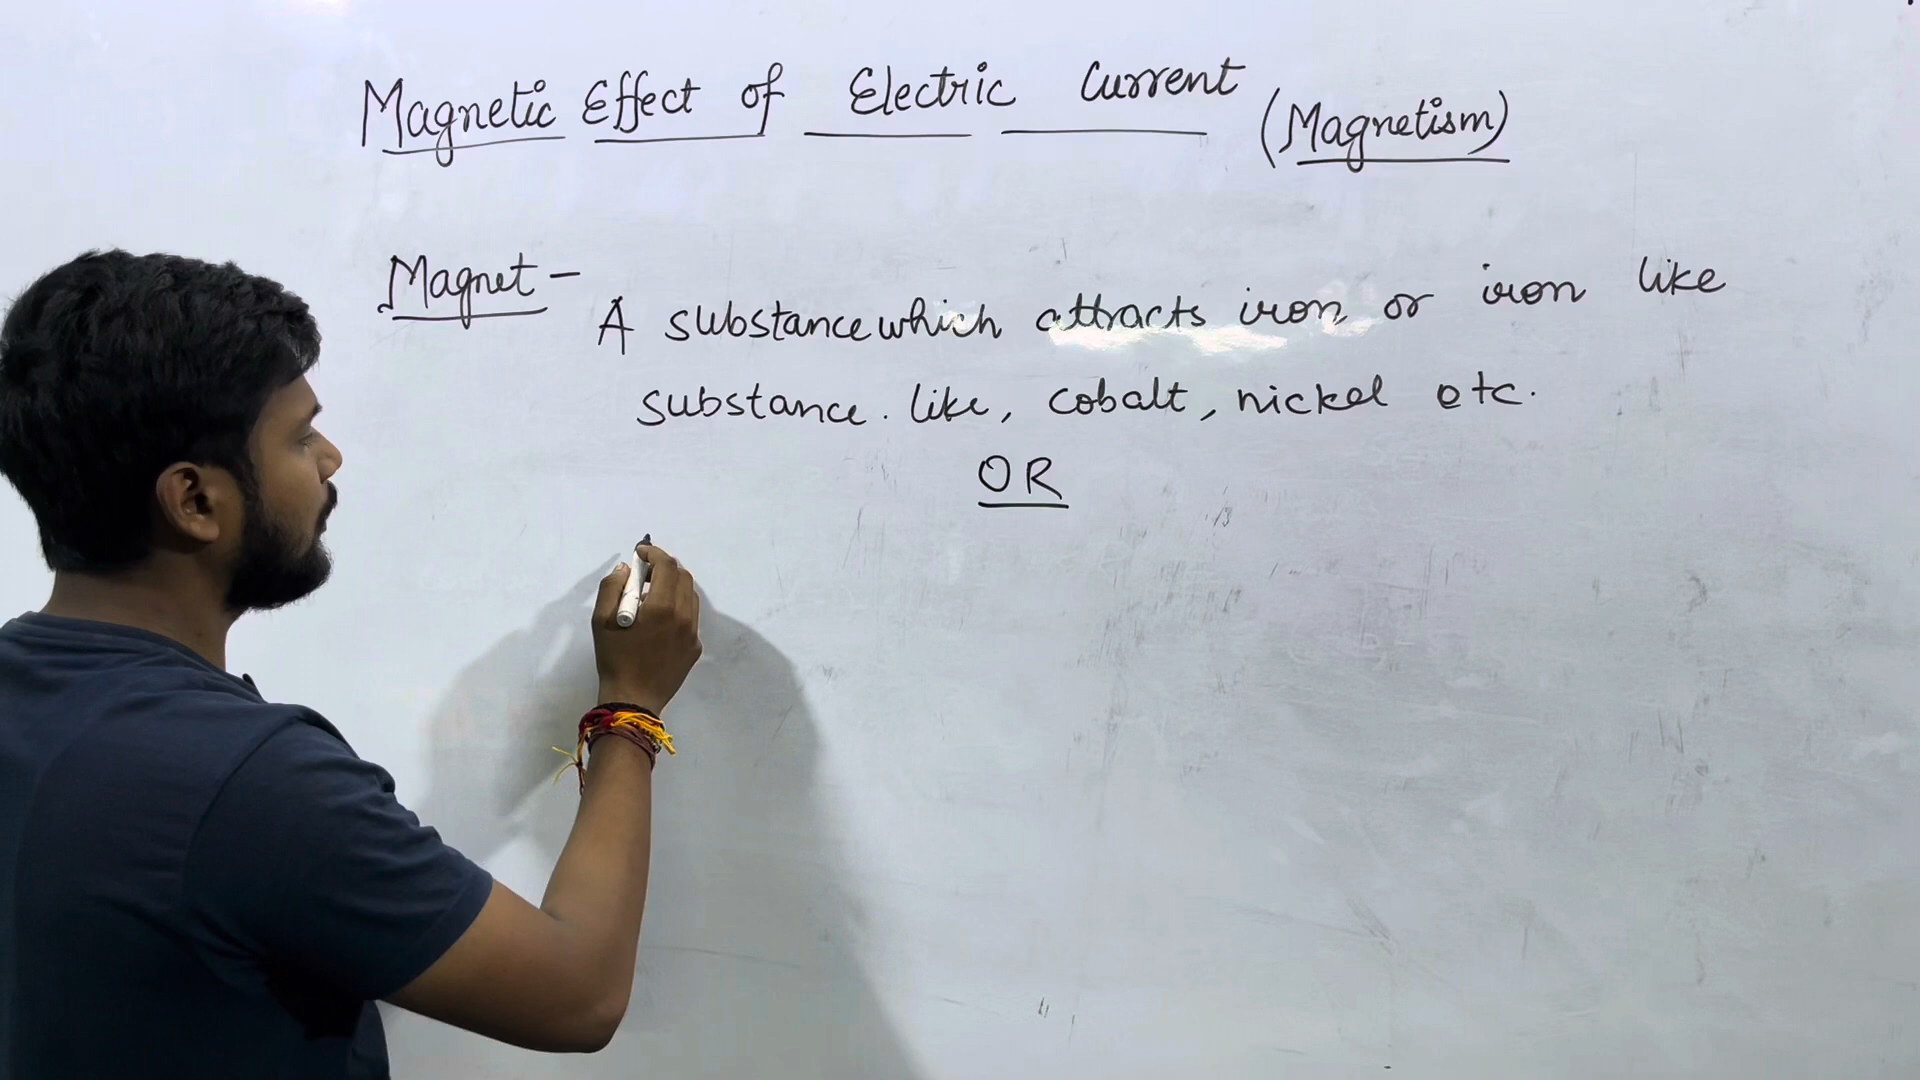 Magnetic Effect of Electric Current (Magnetism)
Magnet - A substance which attracts iron or iron like
substance. like, cobalt, nickel etc.
OR